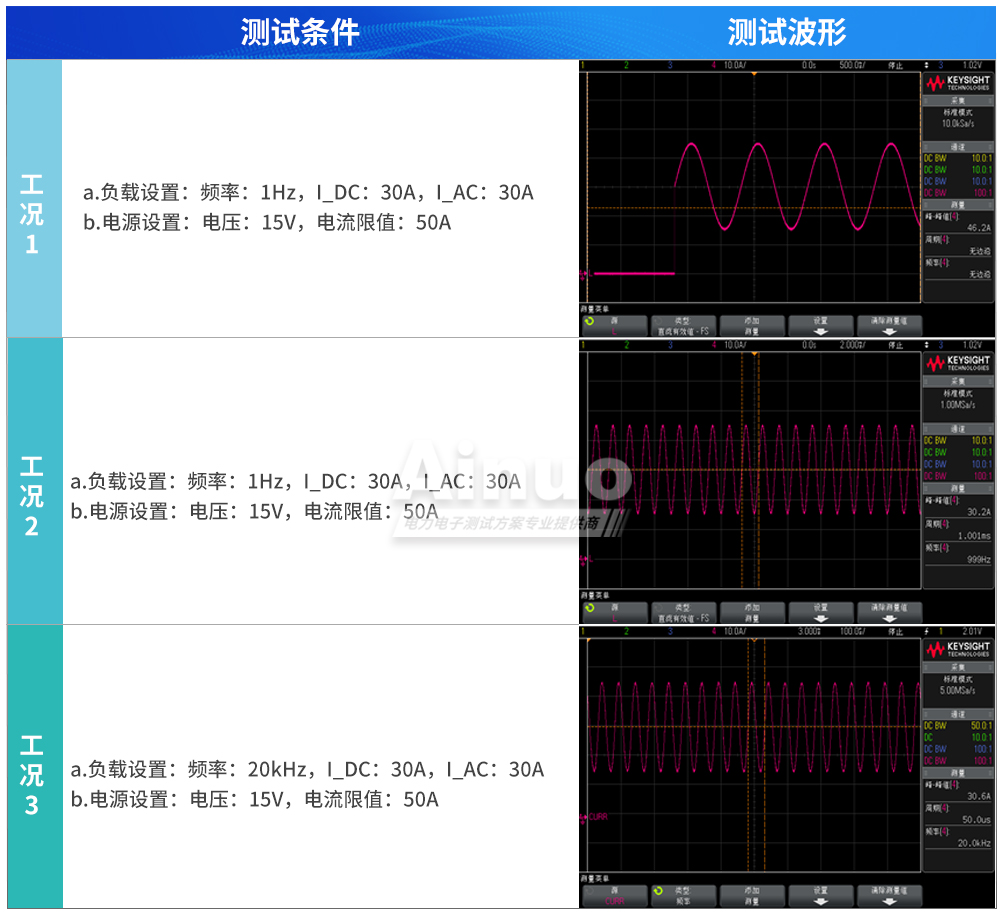 测试条件
测试波形
工况1
a.负载设置：频率：1Hz，I_DC：30A，I_AC：30A
b.电源设置：电压：15V，电流限值：50A
1 2 3 4 10.0A/ 0.0s 500.0%/ 停止 3 1.02V
KEYSIGHT
TECHNOLOGIES
采集
标准模式
10.0kSa/s
通道
DC BW 10.0:1
DC BW 10.0:1
DC BW 10.0:1
DC BW 100:1
测量
峰-峰值(4):
46.2A
周期(4):
无边沿
频率(4):
无边沿
测量菜单
源
类型
直流有效值 - FS
添加
测量
设置
清除测量值
工况2
a.负载设置：频率：1Hz，I_DC：30A，I_AC：30A
b.电源设置：电压：15V，电流限值：50A
Ainuo
电力电子测试方案专业提供商
1 2 3 4 10.0A/ 0.0s 2.000%/ 停止 3 1.02V
KEYSIGHT
TECHNOLOGIES
采集
标准模式
1.00MSa/s
通道
DC BW 10.0:1
DC BW 10.0:1
DC BW 10.0:1
DC BW 100:1
测量
峰-峰值(4):
30.2A
周期(4):
1.001ms
频率(4):
999Hz
测量菜单
源
类型
直流有效值 - FS
添加
测量
设置
清除测量值
工况3
a.负载设置：频率：20kHz，I_DC：30A，I_AC：30A
b.电源设置：电压：15V，电流限值：50A
1 2 3 4 10.0A/ 3.000% 100.0%/ 停止 1 2.01V
KEYSIGHT
TECHNOLOGIES
采集
标准模式
5.00MSa/s
通道
DC BW 50.0:1
DC 10.0:1
DC BW 100:1
DC BW 100:1
测量
峰-峰值(4):
30.6A
周期(4):
50.0us
频率(4):
20.0kHz
CURR
测量菜单
源
CURR
类型
频率
添加
测量
设置
清除测量值